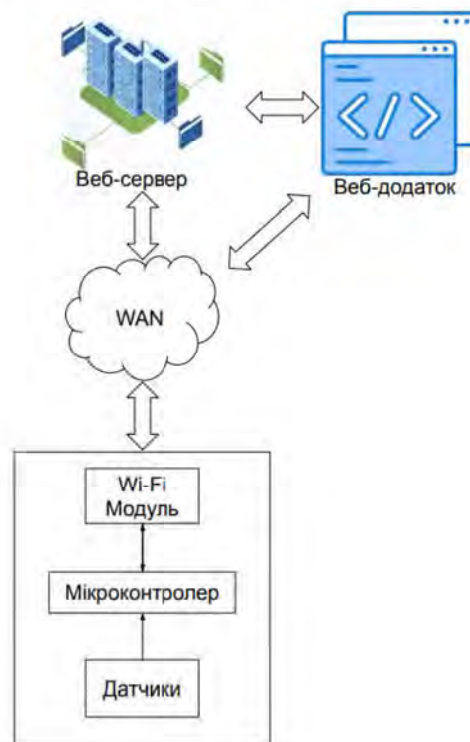 Веб-сервер
Веб-додаток
WAN
Wi-Fi
Модуль
Мікроконтролер
Датчики